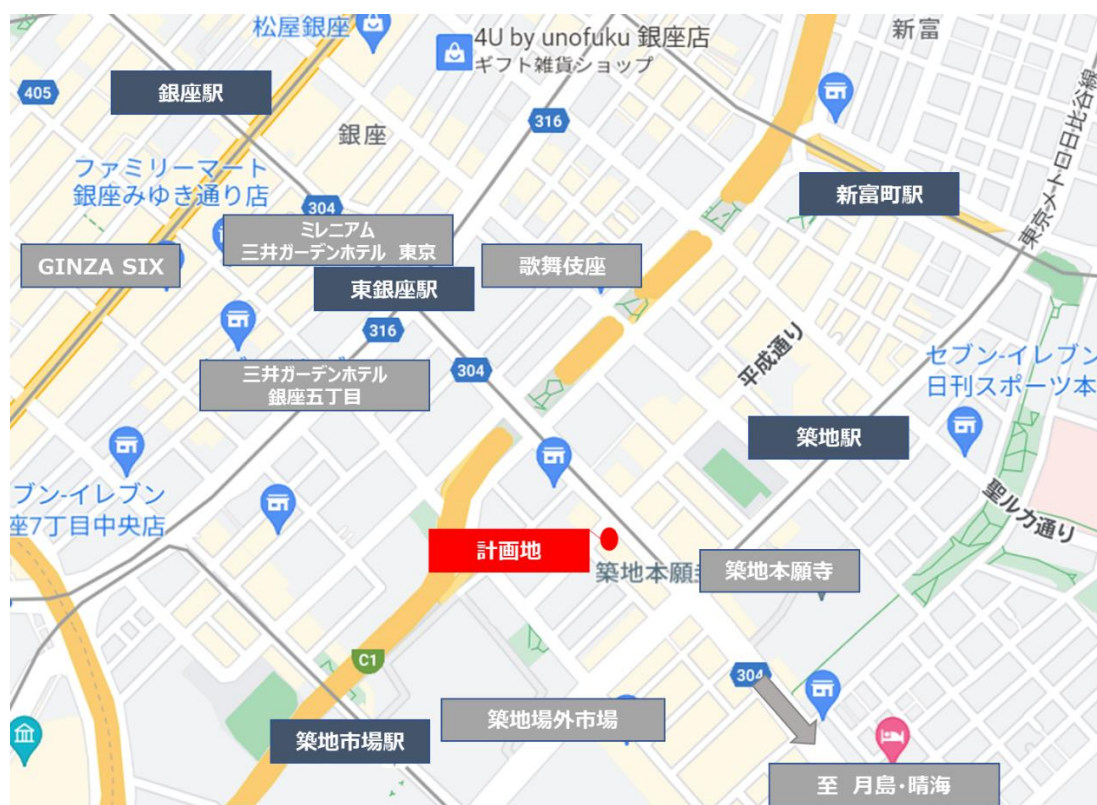 松屋銀座
4U by unofuku 銀座店
ギフト雑貨ショップ
新富
405
銀座駅
316
銀座
東京メトロ日比谷線
ファミリーマート
銀座みゆき通り店
新富町駅
304
ミレニアム
三井ガーデンホテル 東京
GINZA SIX
歌舞伎座
東銀座駅
316
平成通り
セブン-イレブン
日刊スポーツ本
304
三井ガーデンホテル
銀座五丁目
築地駅
ブン-イレブン
座7丁目中央店
聖ルカ通り
計画地
築地本願
築地本願寺
C1
304
築地場外市場
築地市場駅
至 月島・晴海